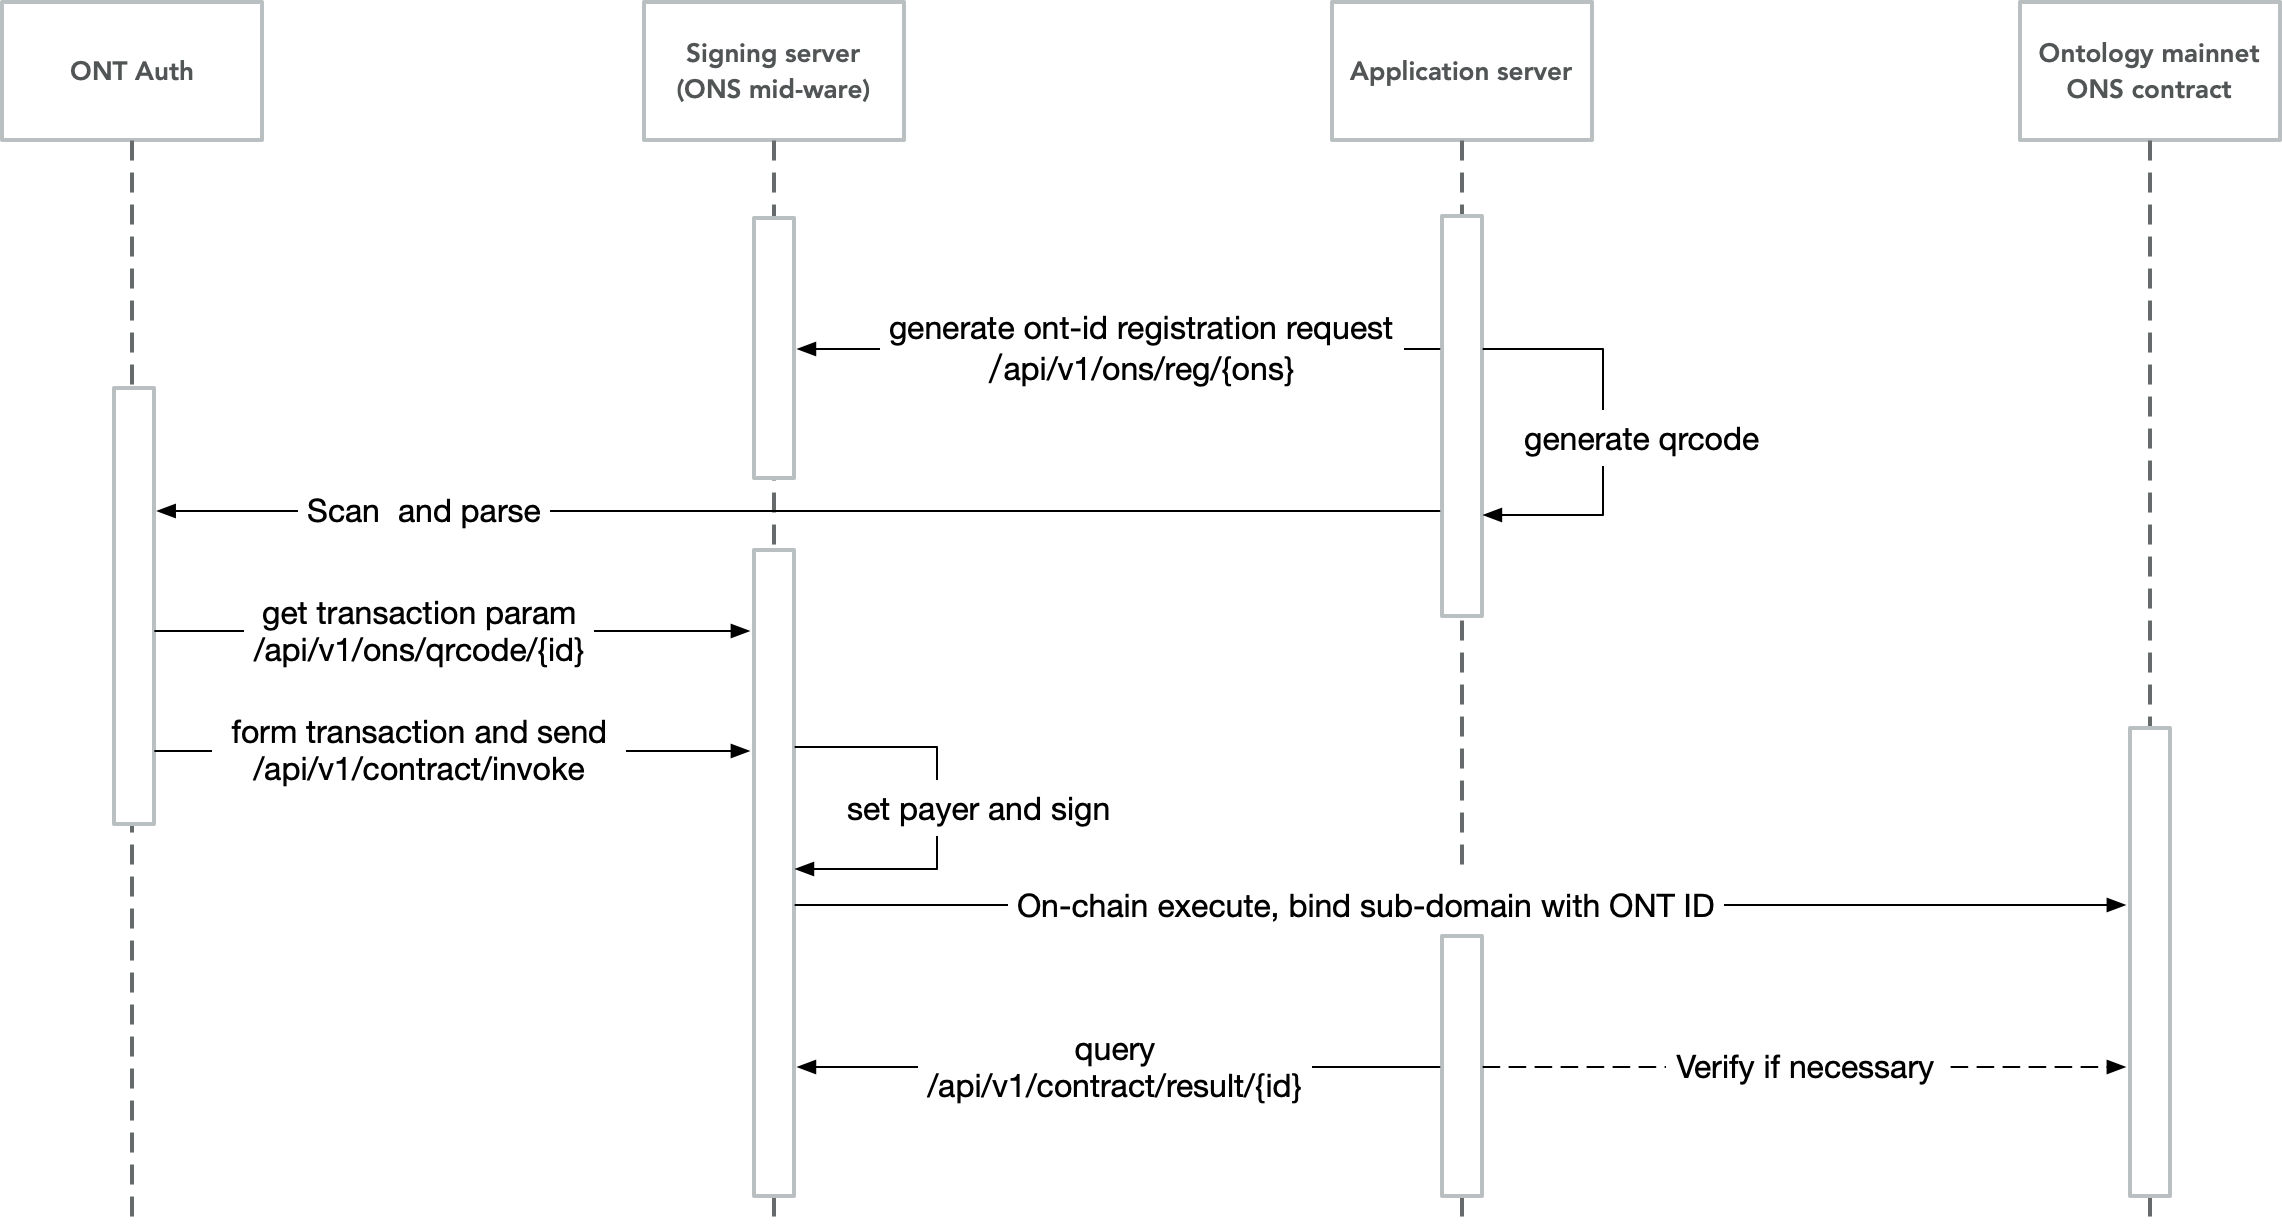 ONT Auth
Signing server
(ONS mid-ware)
Application server
Ontology mainnet
ONS contract
generate ont-id registration request
/api/v1/ons/reg/{ons}
generate qrcode
Scan  and parse
get transaction param
/api/v1/ons/qrcode/{id}
form transaction and send
/api/v1/contract/invoke
set payer and sign
On-chain execute, bind sub-domain with ONT ID
query
/api/v1/contract/result/{id}
Verify if necessary